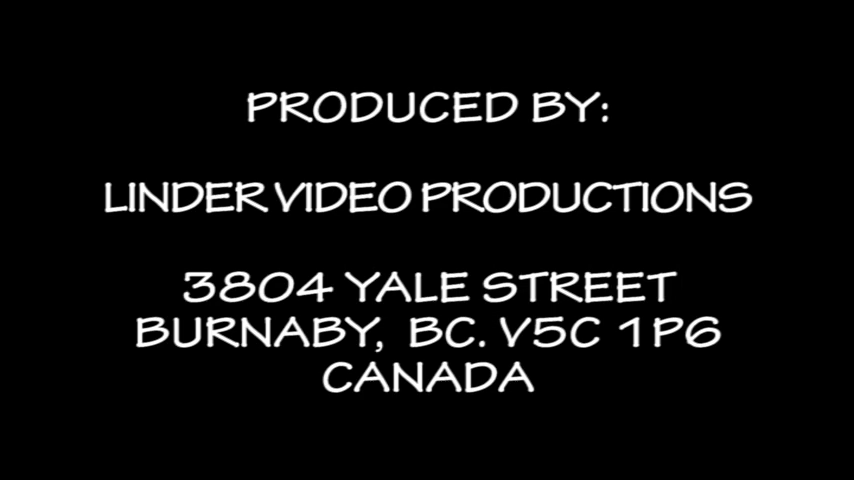 PRODUCED BY:
LINDER VIDEO PRODUCTIONS
3804 YALE STREET
BURNABY, BC. V5C 1P6
CANADA